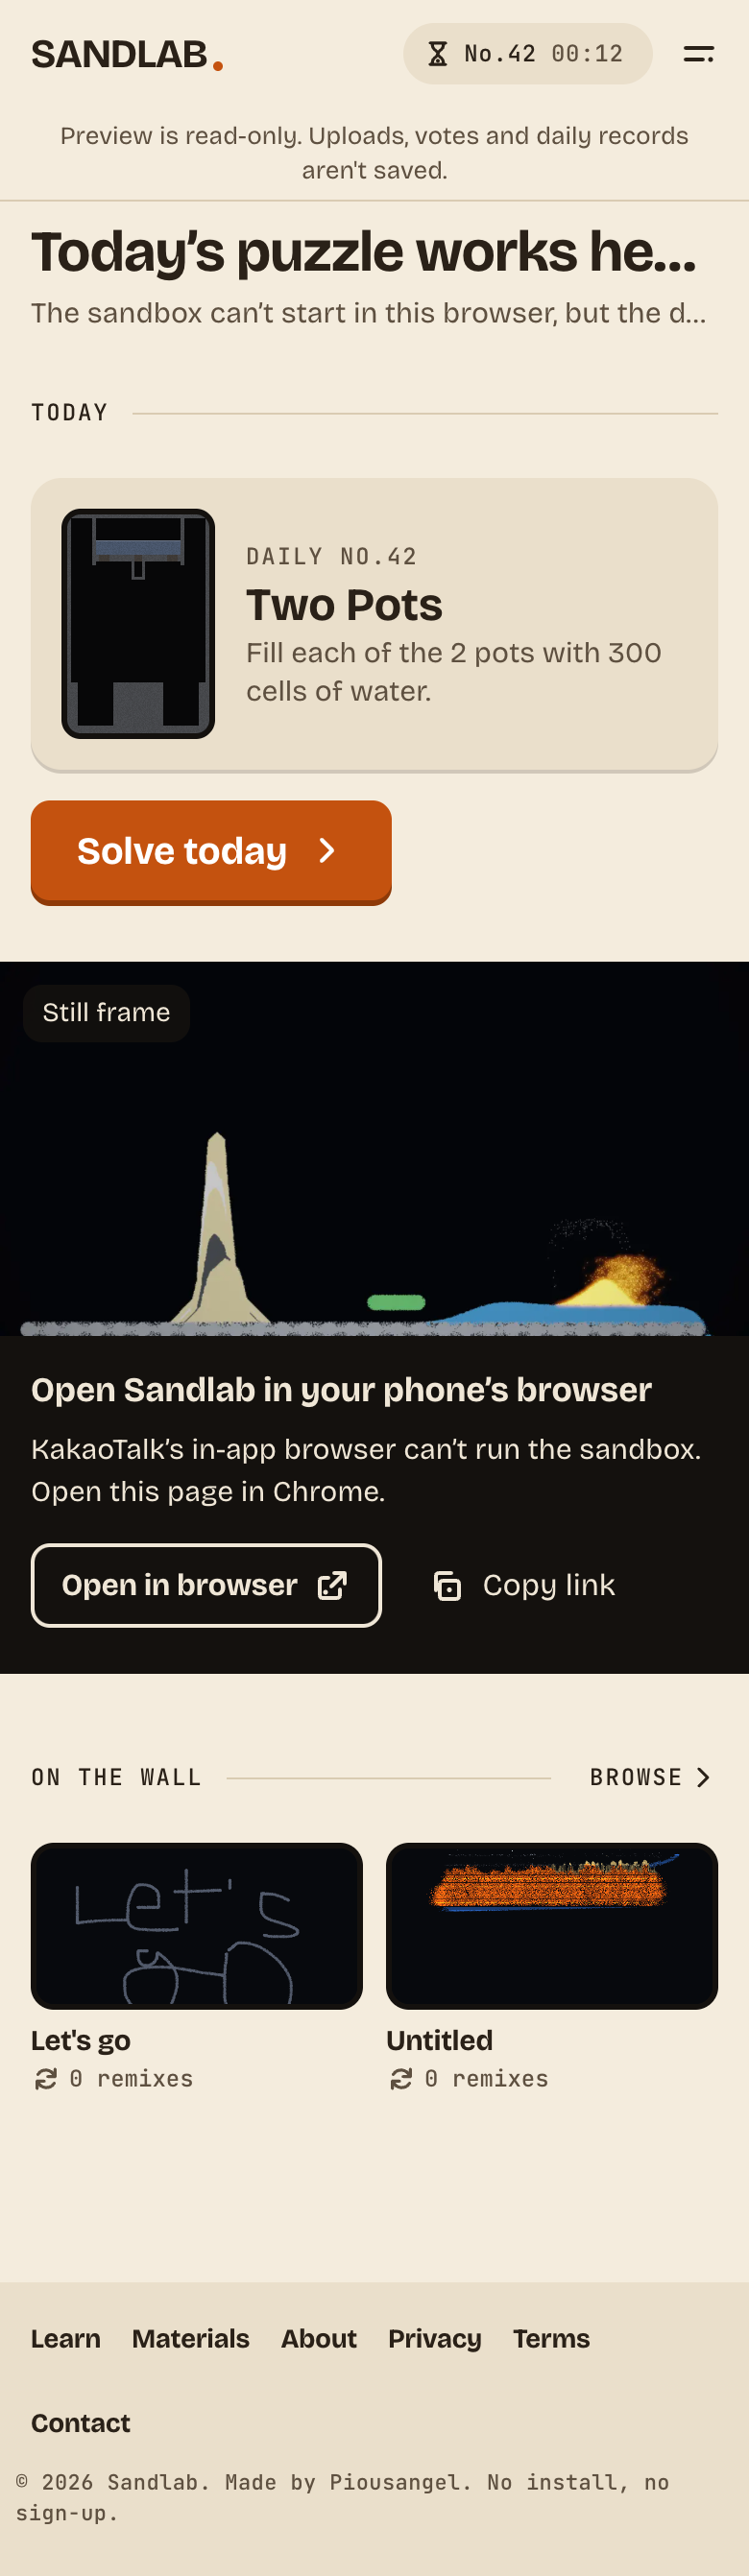 SANDLAB.
No.42 00:12
Preview is read-only. Uploads, votes and daily records
aren't saved.
Today’s puzzle works he...
The sandbox can’t start in this browser, but the d...
TODAY
DAILY NO.42
Two Pots
Fill each of the 2 pots with 300
cells of water.
Solve today
Still frame
Open Sandlab in your phone’s browser
KakaoTalk’s in-app browser can’t run the sandbox.
Open this page in Chrome.
Open in browser
Copy link
ON THE WALL
BROWSE
Let's
go
Let's go
0 remixes
Untitled
0 remixes
Learn Materials About Privacy Terms
Contact
© 2026 Sandlab. Made by Piousangel. No install, no
sign-up.